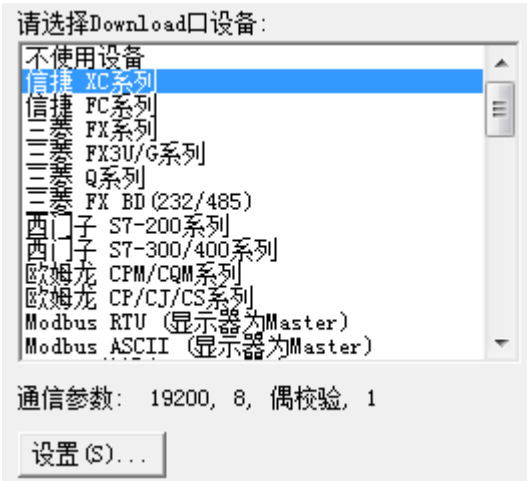 请选择Download口设备:
不使用设备
信捷 XC系列
信捷 FC系列
三菱 FX系列
三菱 FX3U/G系列
三菱 Q系列
三菱 FX BD(232/485)
西门子 S7-200系列
西门子 S7-300/400系列
欧姆龙 CPM/CQM系列
欧姆龙 CP/CJ/CS系列
Modbus RTU (显示器为Master)
Modbus ASCII (显示器为Master)
通信参数: 19200, 8, 偶校验, 1
设置(S)...